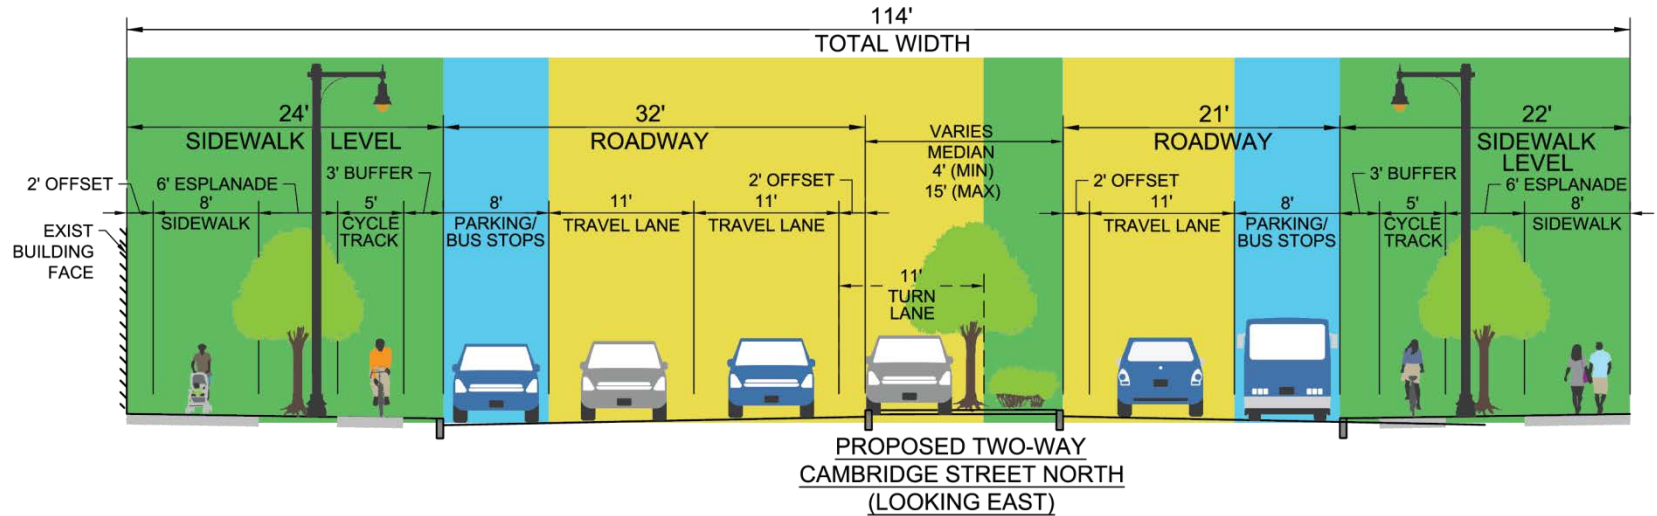 114'
TOTAL WIDTH
24'
SIDEWALK LEVEL
32'
ROADWAY
VARIES
MEDIAN
4' (MIN)
15' (MAX)
21'
ROADWAY
22'
SIDEWALK
LEVEL
2' OFFSET
6' ESPLANADE
3' BUFFER
8'
SIDEWALK
5'
CYCLE
TRACK
8'
PARKING/
BUS STOPS
11'
TRAVEL LANE
11'
TRAVEL LANE
2' OFFSET
11'
TURN
LANE
2' OFFSET
11'
TRAVEL LANE
8'
PARKING/
BUS STOPS
3' BUFFER
5'
CYCLE
TRACK
6' ESPLANADE
8'
SIDEWALK
EXIST
BUILDING
FACE
PROPOSED TWO-WAY
CAMBRIDGE STREET NORTH
(LOOKING EAST)